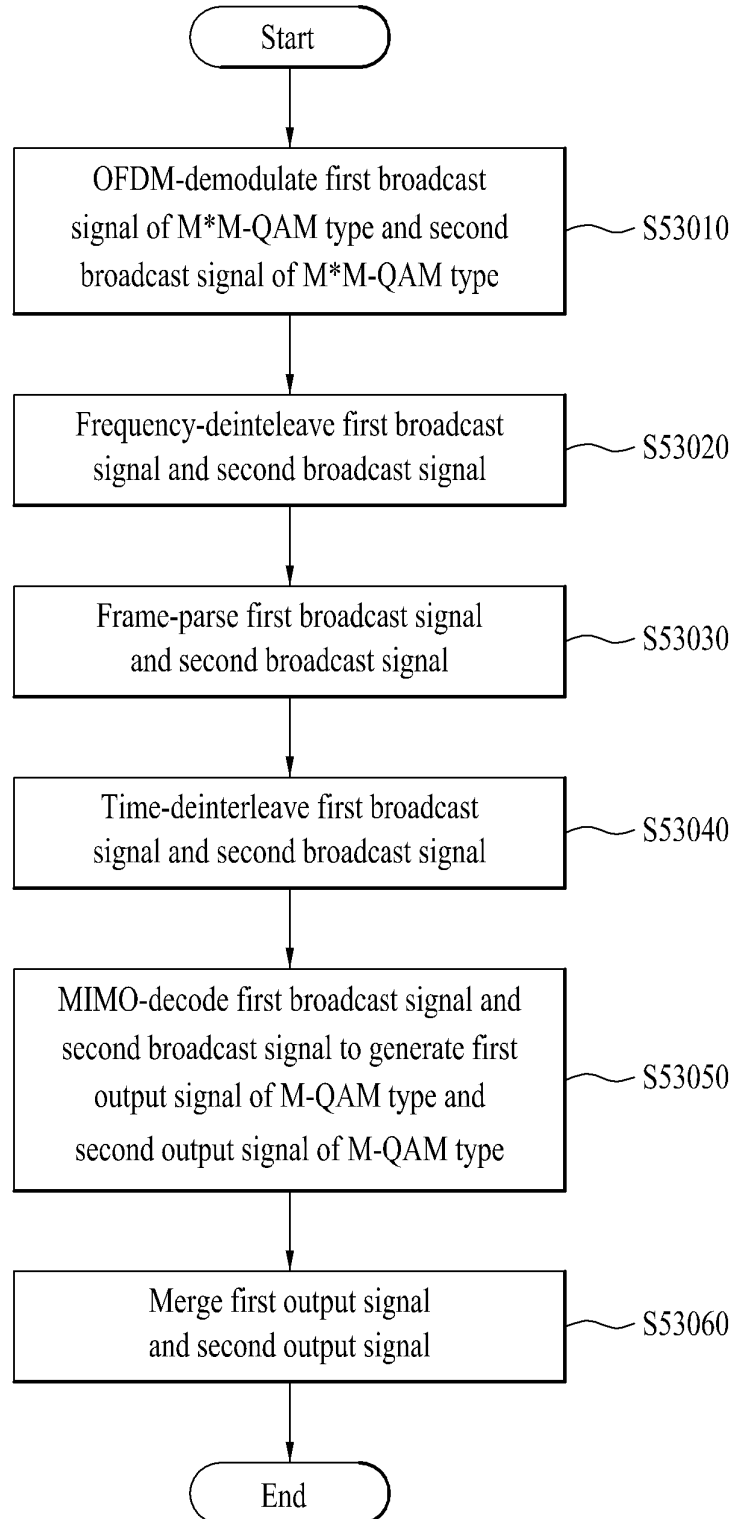 Start
OFDM-demodulate first broadcast
signal of M*M-QAM type and second
broadcast signal of M*M-QAM type
S53010
Frequency-deinteleave first broadcast
signal and second broadcast signal
S53020
Frame-parse first broadcast signal
and second broadcast signal
S53030
Time-deinterleave first broadcast
signal and second broadcast signal
S53040
MIMO-decode first broadcast signal and
second broadcast signal to generate first
output signal of M-QAM type and
second output signal of M-QAM type
S53050
Merge first output signal
and second output signal
S53060
End